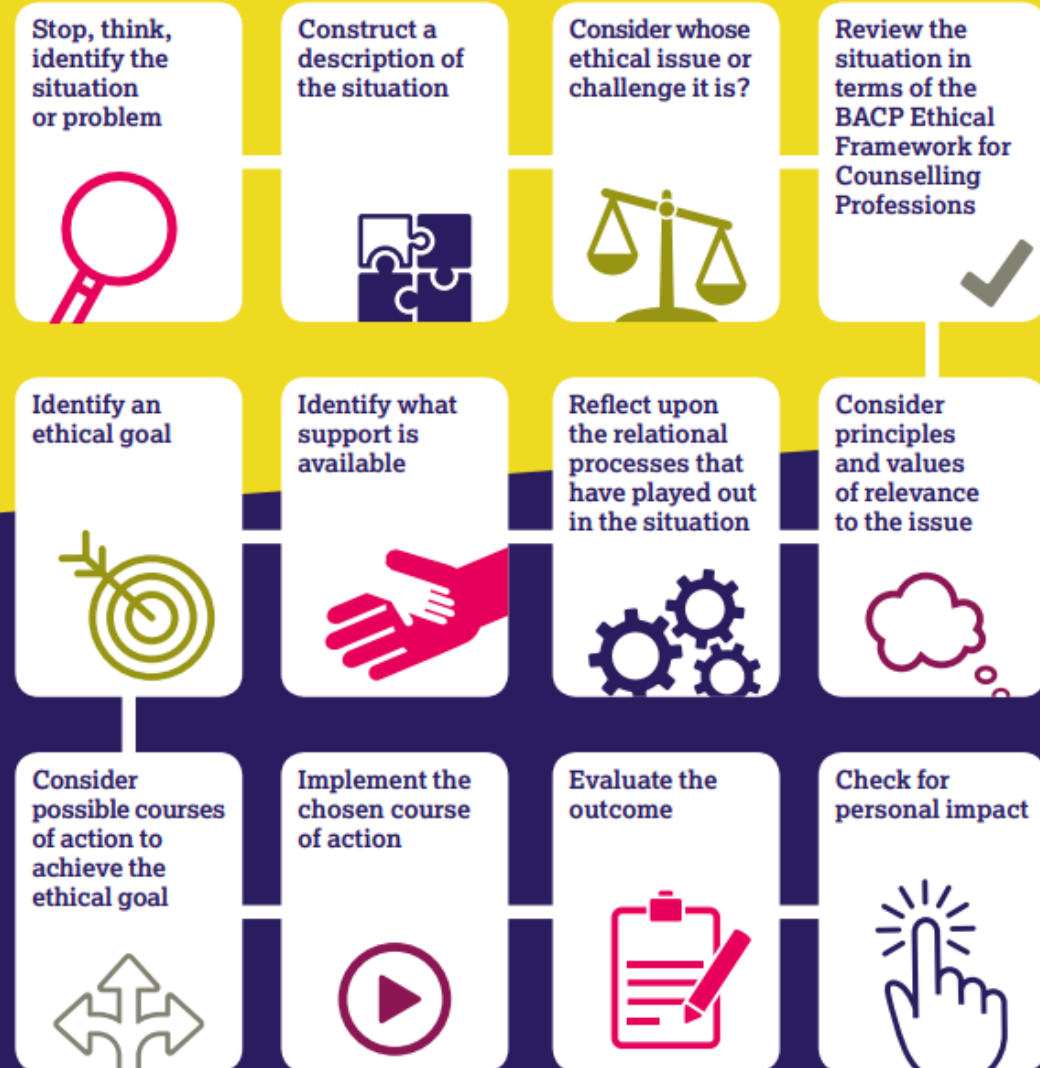 Stop, think,
identify the
situation
or problem
Construct a
description of
the situation
Consider whose
ethical issue or
challenge it is?
Review the
situation in
terms of the
BACP Ethical
Framework for
Counselling
Professions
Identify an
ethical goal
Identify what
support is
available
Reflect upon
the relational
processes that
have played out
in the situation
Consider
principles
and values
of relevance
to the issue
Consider
possible courses
of action to
achieve the
ethical goal
Implement the
chosen course
of action
Evaluate the
outcome
Check for
personal impact